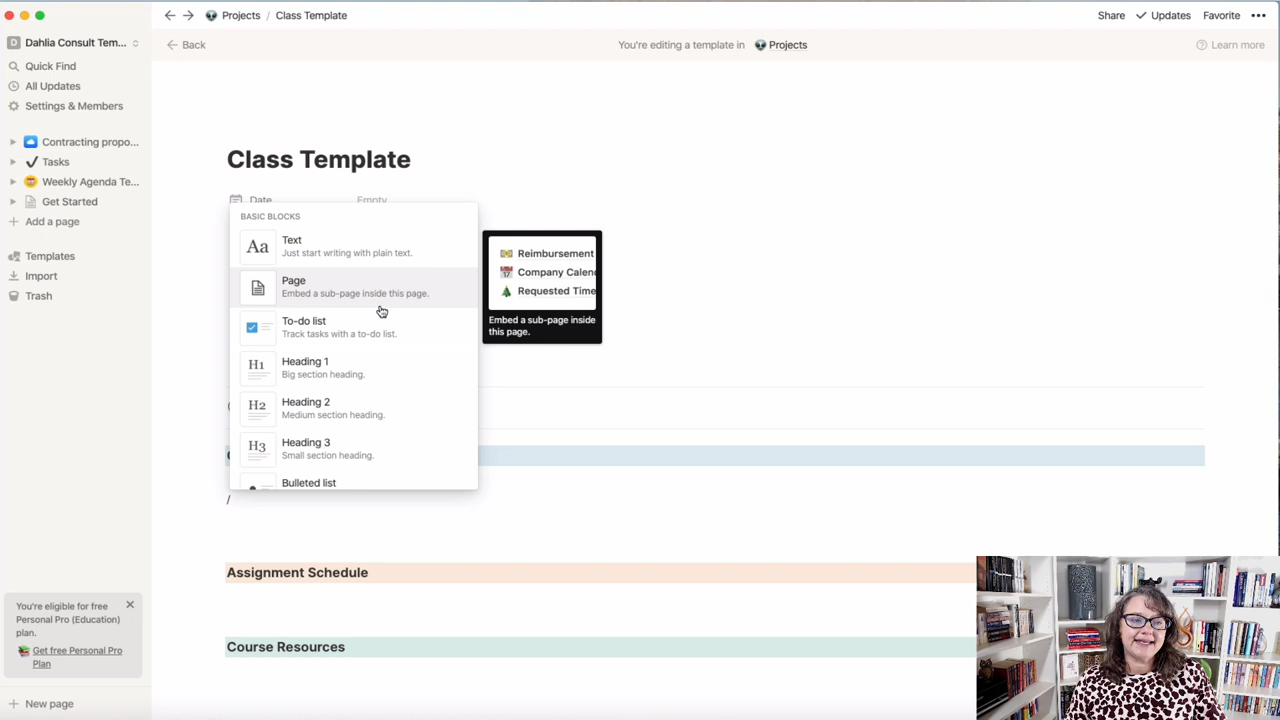 Projects / Class Template
Share Updates Favorite •••
D Dahlia Consult Tem...
Back
You're editing a template in Projects
Learn more
Quick Find
All Updates
Settings & Members
Contracting propo...
Tasks
Weekly Agenda Te...
Get Started
Add a page
Templates
Import
Trash
Class Template
Date Empty
BASIC BLOCKS
Aa Text
Just start writing with plain text.
Page
Embed a sub-page inside this page.
To-do list
Track tasks with a to-do list.
H1 Heading 1
Big section heading.
H2 Heading 2
Medium section heading.
H3 Heading 3
Small section heading.
Bulleted list
Reimbursement
Company Calen
Requested Time
Embed a sub-page inside
this page.
/
Assignment Schedule
Course Resources
You're eligible for free
Personal Pro (Education)
plan.
Get free Personal Pro
Plan
New page